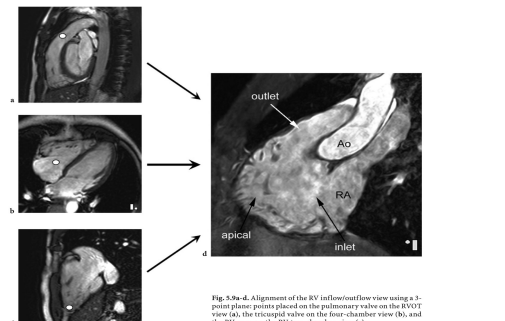 a
outlet
Ao
b
RA
apical
inlet
d
Fig. 5.9a-d. Alignment of the RV inflow/outflow view using a 3-
point plane: points placed on the pulmonary valve on the RVOT
view (a), the tricuspid valve on the four-chamber view (b), and